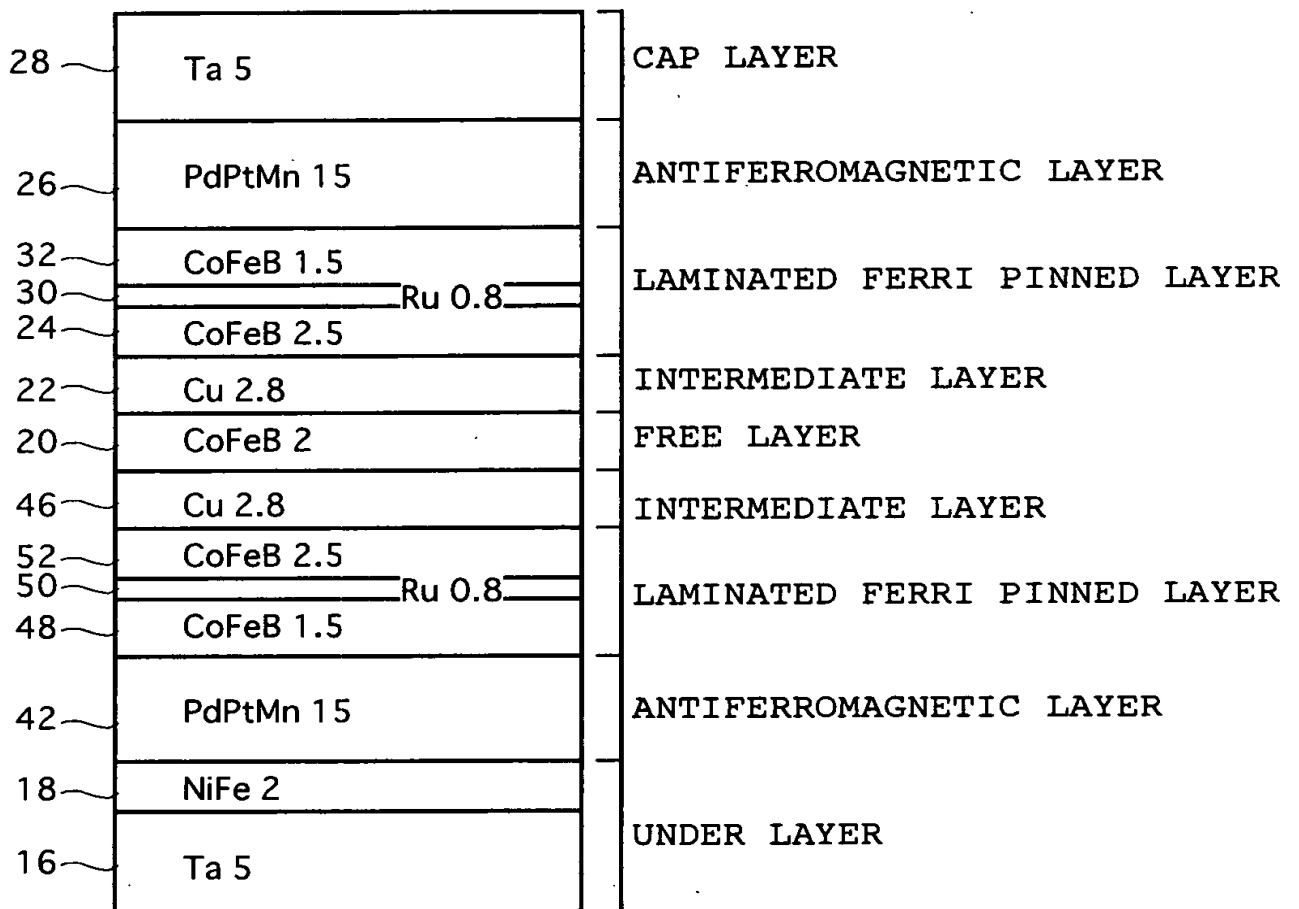 28 Ta 5 CAP LAYER
26 PdPtMn 15 ANTIFERROMAGNETIC LAYER
32 CoFeB 1.5
30 Ru 0.8 LAMINATED FERRI PINNED LAYER
24 CoFeB 2.5
22 Cu 2.8 INTERMEDIATE LAYER
20 CoFeB 2 FREE LAYER
46 Cu 2.8 INTERMEDIATE LAYER
52 CoFeB 2.5
50 Ru 0.8 LAMINATED FERRI PINNED LAYER
48 CoFeB 1.5
42 PdPtMn 15 ANTIFERROMAGNETIC LAYER
18 NiFe 2
UNDER LAYER
16 Ta 5